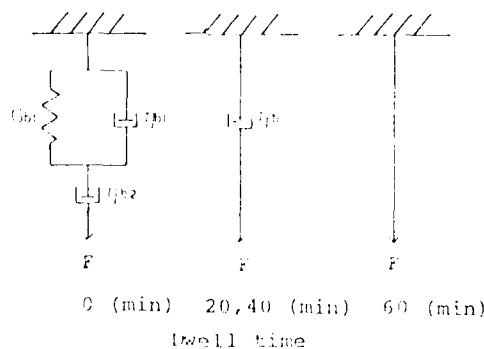 Gb1 ηb1 ηb
ηb2
F F F
0 (min) 20,40 (min) 60 (min)
Dwell time